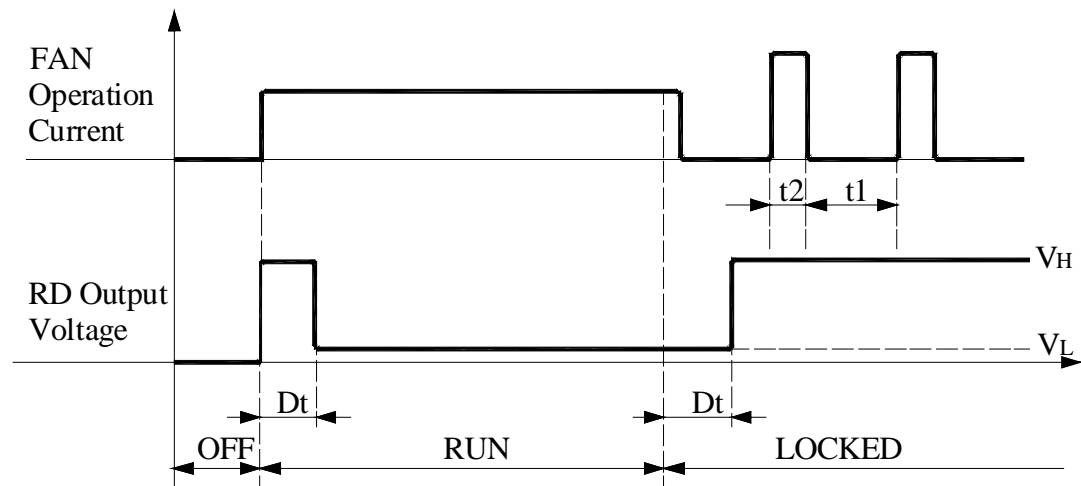 FAN
Operation
Current
t2
t1
VH
RD Output
Voltage
VL
Dt
Dt
OFF
RUN
LOCKED